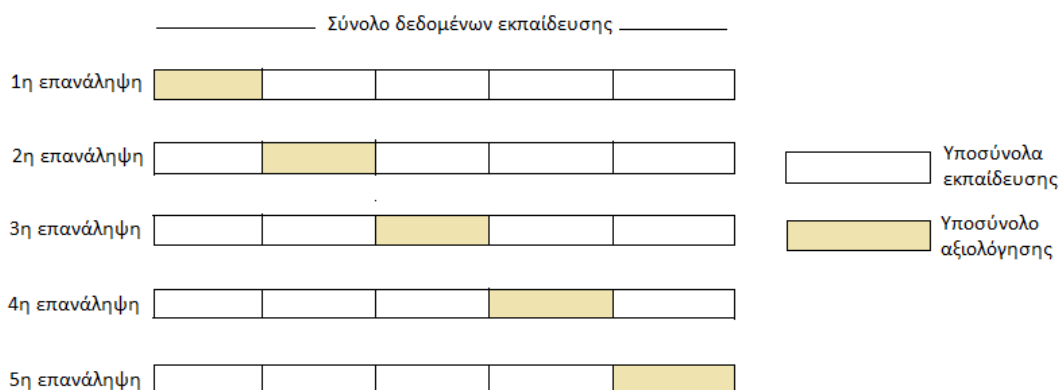 Σύνολο δεδομένων εκπαίδευσης
1η επανάληψη
2η επανάληψη
3η επανάληψη
4η επανάληψη
5η επανάληψη
Υποσύνολα
εκπαίδευσης
Υποσύνολο
αξιολόγησης